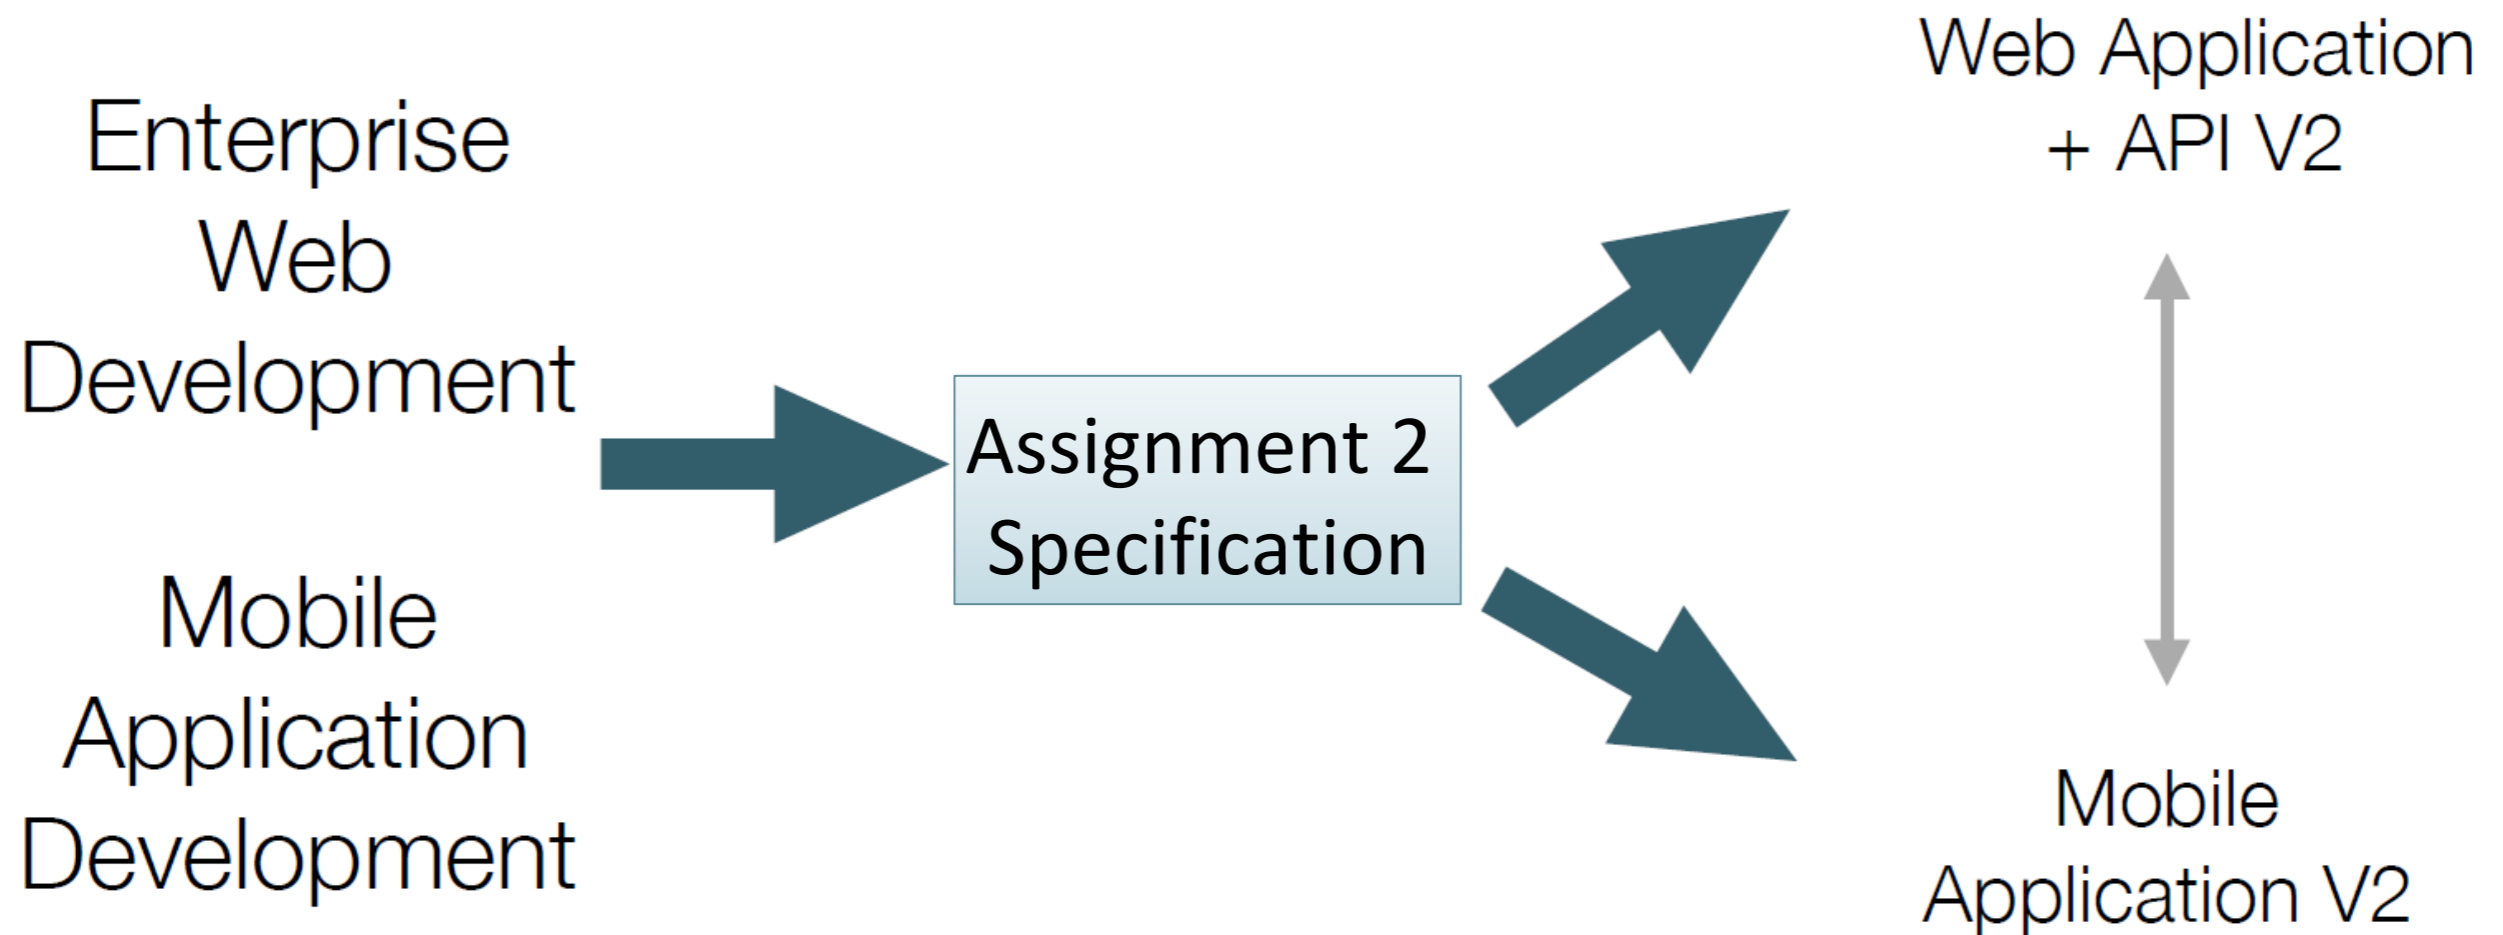 Enterprise
Web
Development
Mobile
Application
Development
Assignment 2
Specification
Web Application
+ API V2
Mobile
Application V2